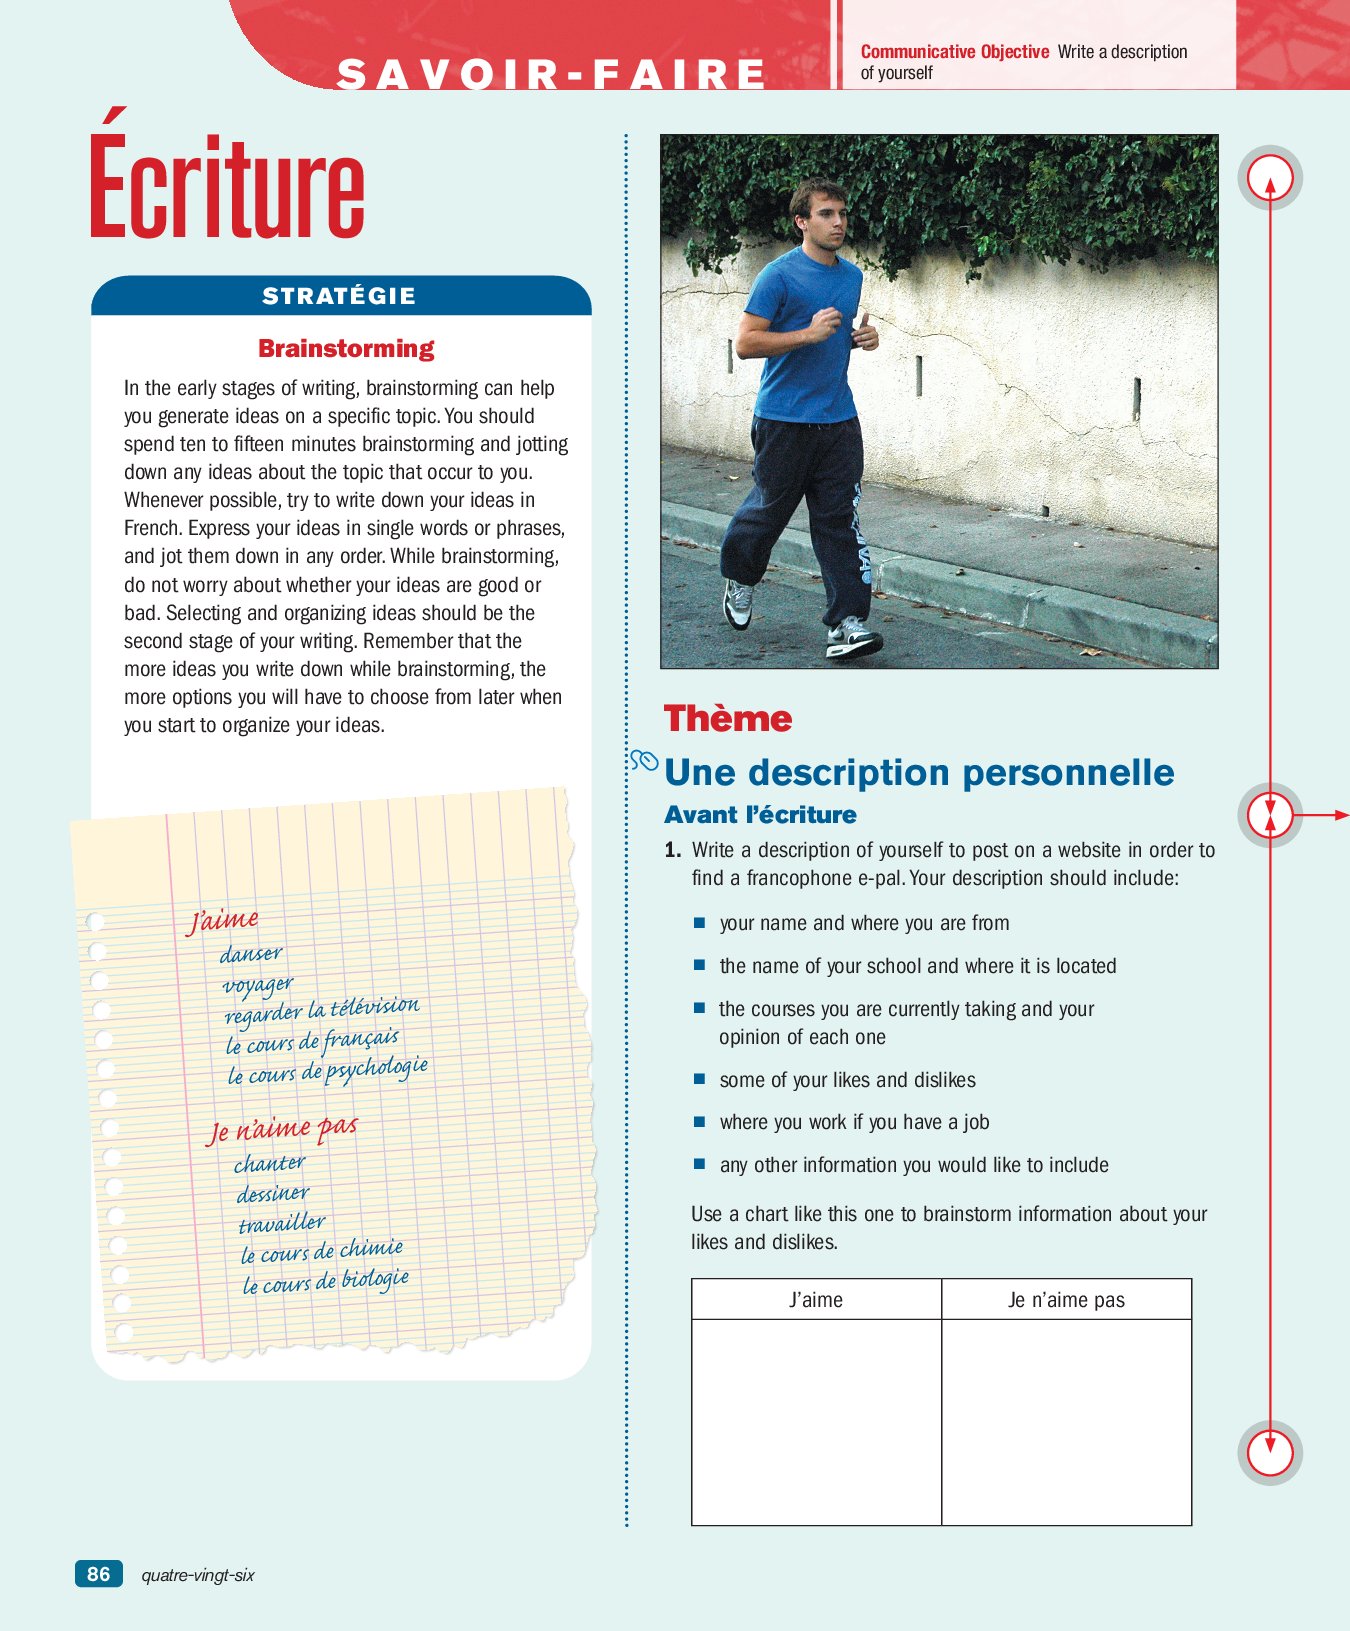 SAVOIR-FAIRE
Communicative Objective Write a description
of yourself
Écriture
STRATÉGIE
Brainstorming
In the early stages of writing, brainstorming can help
you generate ideas on a specific topic. You should
spend ten to fifteen minutes brainstorming and jotting
down any ideas about the topic that occur to you.
Whenever possible, try to write down your ideas in
French. Express your ideas in single words or phrases,
and jot them down in any order. While brainstorming,
do not worry about whether your ideas are good or
bad. Selecting and organizing ideas should be the
second stage of your writing. Remember that the
more ideas you write down while brainstorming, the
more options you will have to choose from later when
you start to organize your ideas.
J'aime
danser
voyager
regarder la télévision
le cours de français
le cours de psychologie
Je n'aime pas
chanter
dessiner
travailler
le cours de chimie
le cours de biologie
Thème
Une description personnelle
Avant l'écriture
1. Write a description of yourself to post on a website in order to
find a francophone e-pal. Your description should include:
■ your name and where you are from
■ the name of your school and where it is located
■ the courses you are currently taking and your
opinion of each one
■ some of your likes and dislikes
■ where you work if you have a job
■ any other information you would like to include
Use a chart like this one to brainstorm information about your
likes and dislikes.
J'aime Je n'aime pas
86 quatre-vingt-six